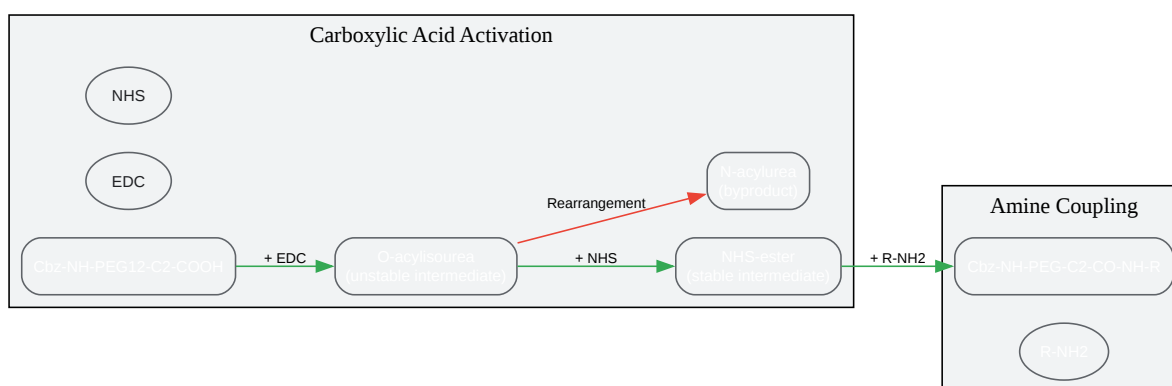 Carboxylic Acid Activation
NHS
EDC
N-acylurea
(byproduct)
Rearrangement
Cbz-NH-PEG12-C2-COOH
+ EDC
O-acylisourea
(unstable intermediate)
+ NHS
NHS-ester
(stable intermediate)
+ R-NH2
Amine Coupling
Cbz-NH-PEG-C2-CO-NH-R
R-NH2